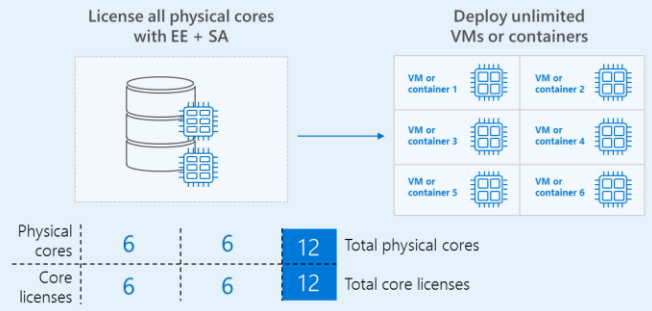 License all physical cores
with EE + SA
Deploy unlimited
VMs or containers
VM or
container 1
VM or
container 2
VM or
container 3
VM or
container 4
VM or
container 5
VM or
container 6
Physical
cores
6
6
12
Total physical cores
Core
licenses
6
6
12
Total core licenses